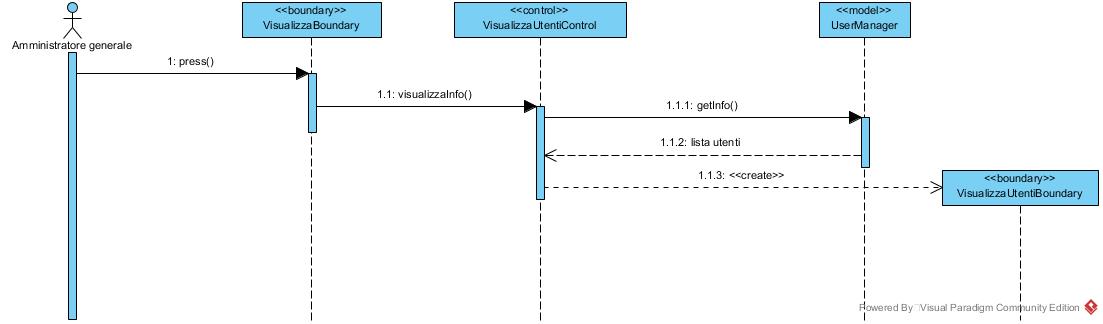 <<boundary>>
VisualizzaBoundary
<<control>>
VisualizzaUtentiControl
<<model>>
UserManager
Amministratore generale
1: press()
1.1: visualizzaInfo()
1.1.1: getInfo()
1.1.2: lista utenti
1.1.3: <<create>>
<<boundary>>
VisualizzaUtentiBoundary
Powered By Visual Paradigm Community Edition